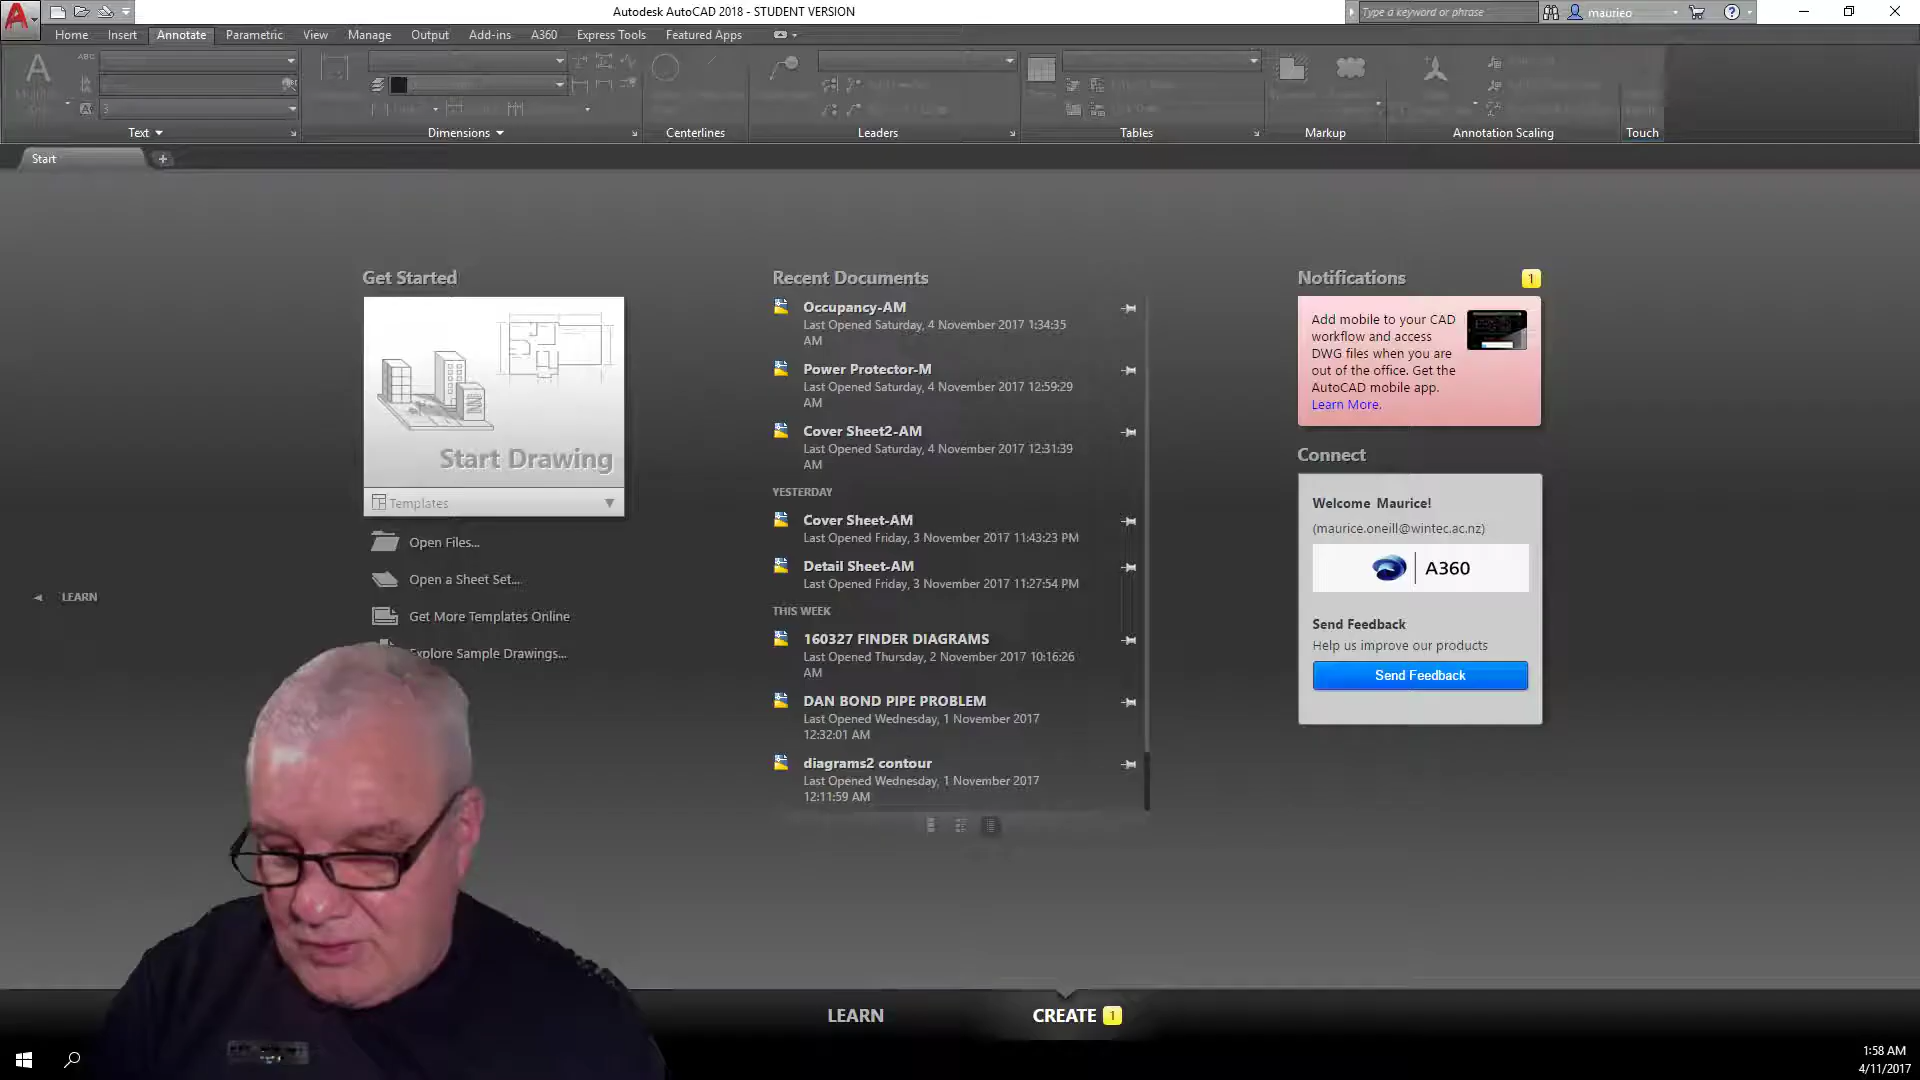 Autodesk AutoCAD 2018 - STUDENT VERSION
Type a keyword or phrase
maurieo
Home
Insert
Annotate
Parametric
View
Manage
Output
Add-ins
A360
Express Tools
Featured Apps
Text
Dimensions
Centerlines
Leaders
Tables
Markup
Annotation Scaling
Touch
Start
Get Started
Start Drawing
Templates
Open Files...
Open a Sheet Set...
Get More Templates Online
Explore Sample Drawings...
LEARN
Recent Documents
Occupancy-AM
Last Opened Saturday, 4 November 2017 1:34:35
AM
Power Protector-M
Last Opened Saturday, 4 November 2017 12:59:29
AM
Cover Sheet2-AM
Last Opened Saturday, 4 November 2017 12:31:39
AM
YESTERDAY
Cover Sheet-AM
Last Opened Friday, 3 November 2017 11:43:23 PM
Detail Sheet-AM
Last Opened Friday, 3 November 2017 11:27:54 PM
THIS WEEK
160327 FINDER DIAGRAMS
Last Opened Thursday, 2 November 2017 10:16:26
AM
DAN BOND PIPE PROBLEM
Last Opened Wednesday, 1 November 2017
12:32:01 AM
diagrams2 contour
Last Opened Wednesday, 1 November 2017
12:11:59 AM
Notifications
1
Add mobile to your CAD
workflow and access
DWG files when you are
out of the office. Get the
AutoCAD mobile app.
Learn More.
Connect
Welcome Maurice!
(maurice.oneill@wintec.ac.nz)
A360
Send Feedback
Help us improve our products
Send Feedback
LEARN
CREATE 1
1:58 AM
4/11/2017